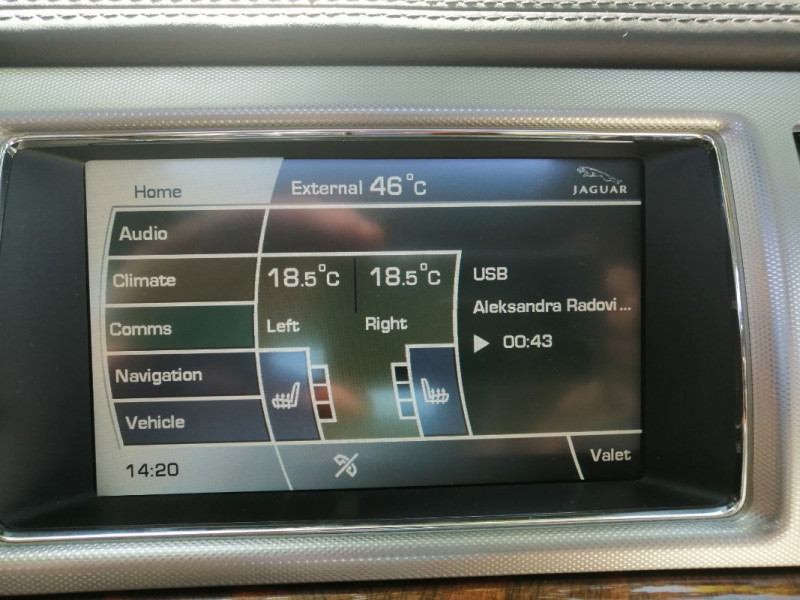 Home
External 46°C
JAGUAR
Audio
Climate
Comms
Navigation
Vehicle
18.5°C
18.5°C
Left
Right
USB
Aleksandra Radovi...
00:43
14:20
Valet